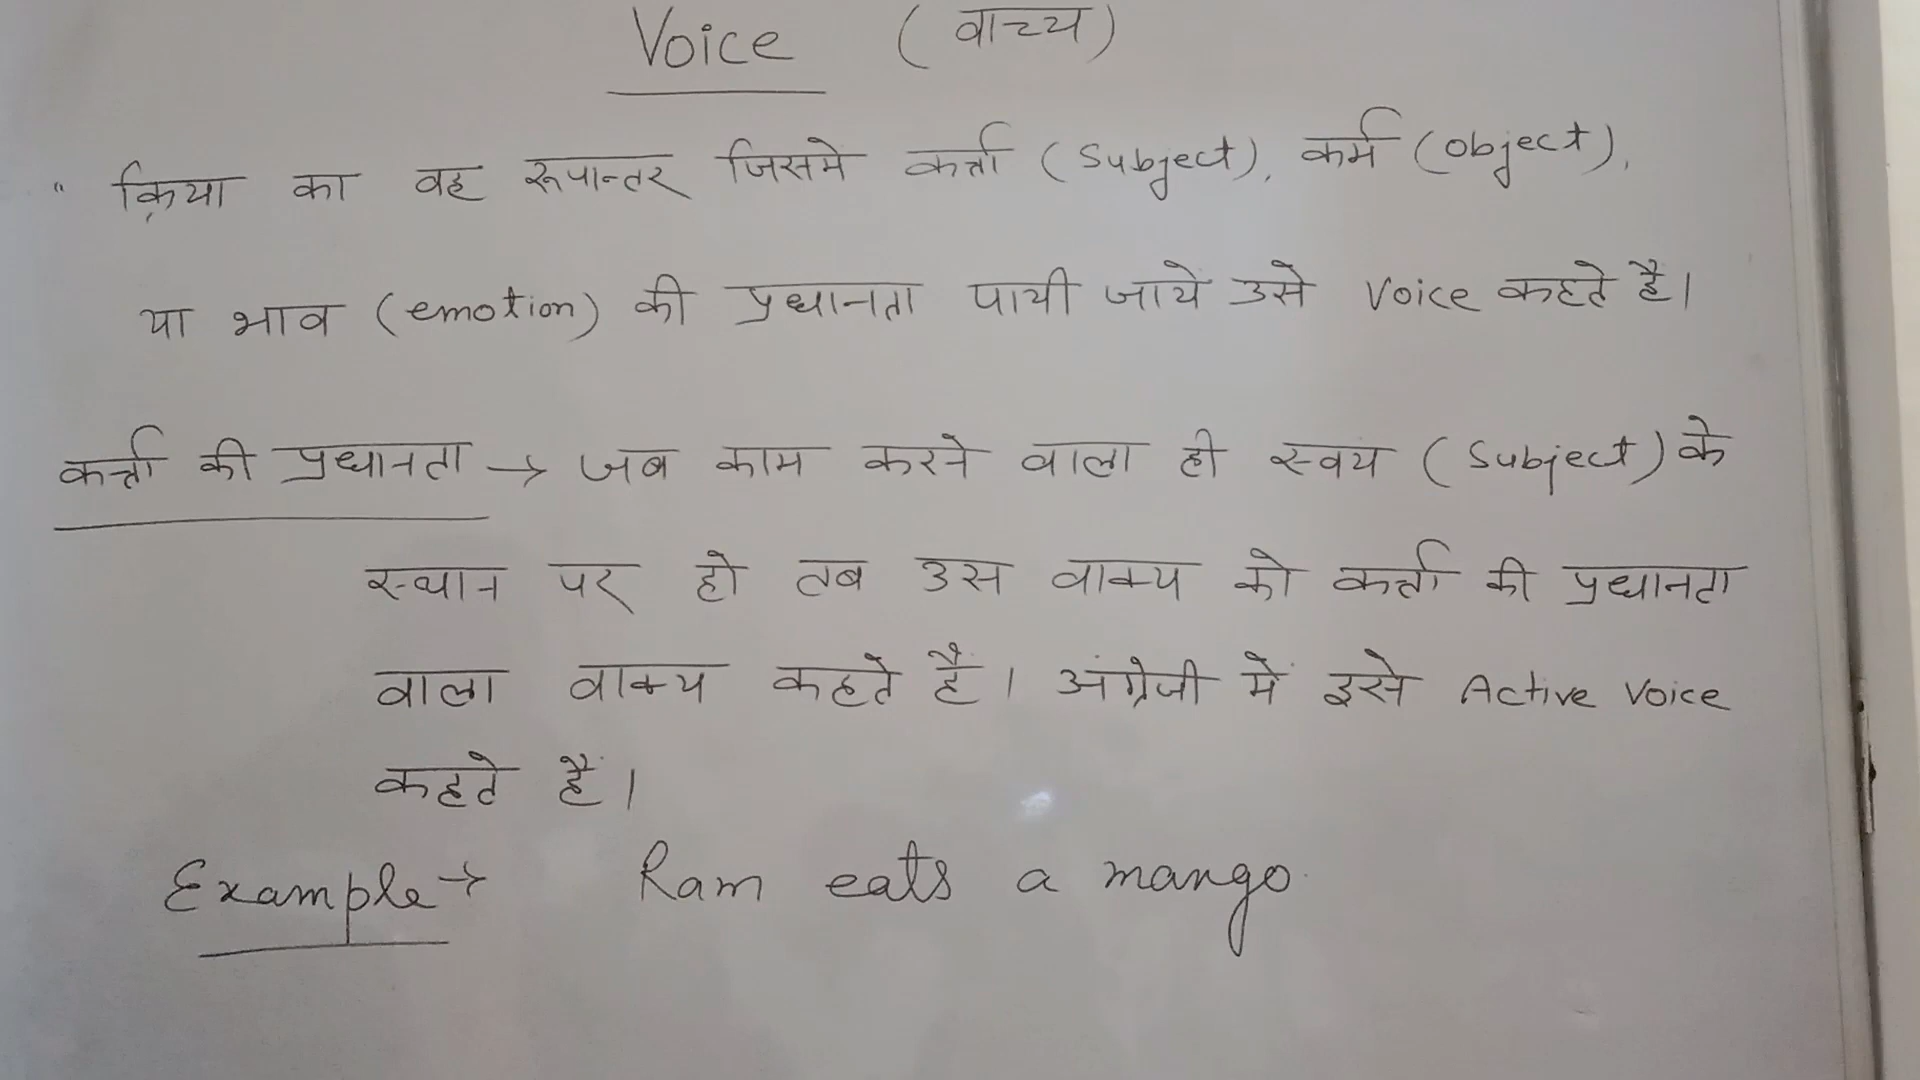 Voice (वाच्य)
" क्रिया का वह रूपान्तर जिसमे कर्त्ता (Subject), कर्म (object),
या भाव (emotion) की प्रधानता पायी जाये उसे Voice कहते है।
कर्त्ता की प्रधानता → जब काम करने वाला ही स्वयं (Subject) के
स्थान पर हो तब उस वाक्य को कर्त्ता की प्रधानता
वाला वाक्य कहते हैं। अंग्रेजी में इसे Active Voice
कहते हैं।
Example → Ram eats a mango.